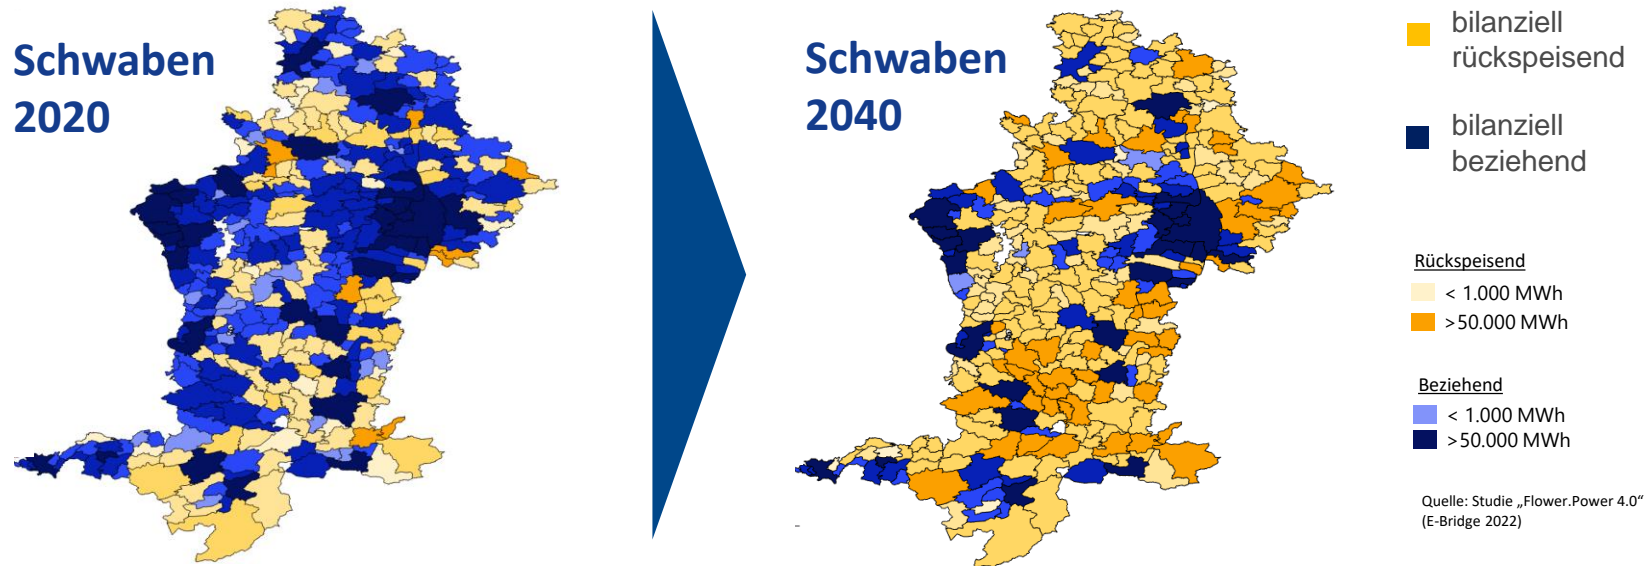 Schwaben
2020
Schwaben
2040
bilanziell
rückspeisend
bilanziell
beziehend
Rückspeisend
< 1.000 MWh
>50.000 MWh
Beziehend
< 1.000 MWh
>50.000 MWh
Quelle: Studie „Flower.Power 4.0“
(E-Bridge 2022)